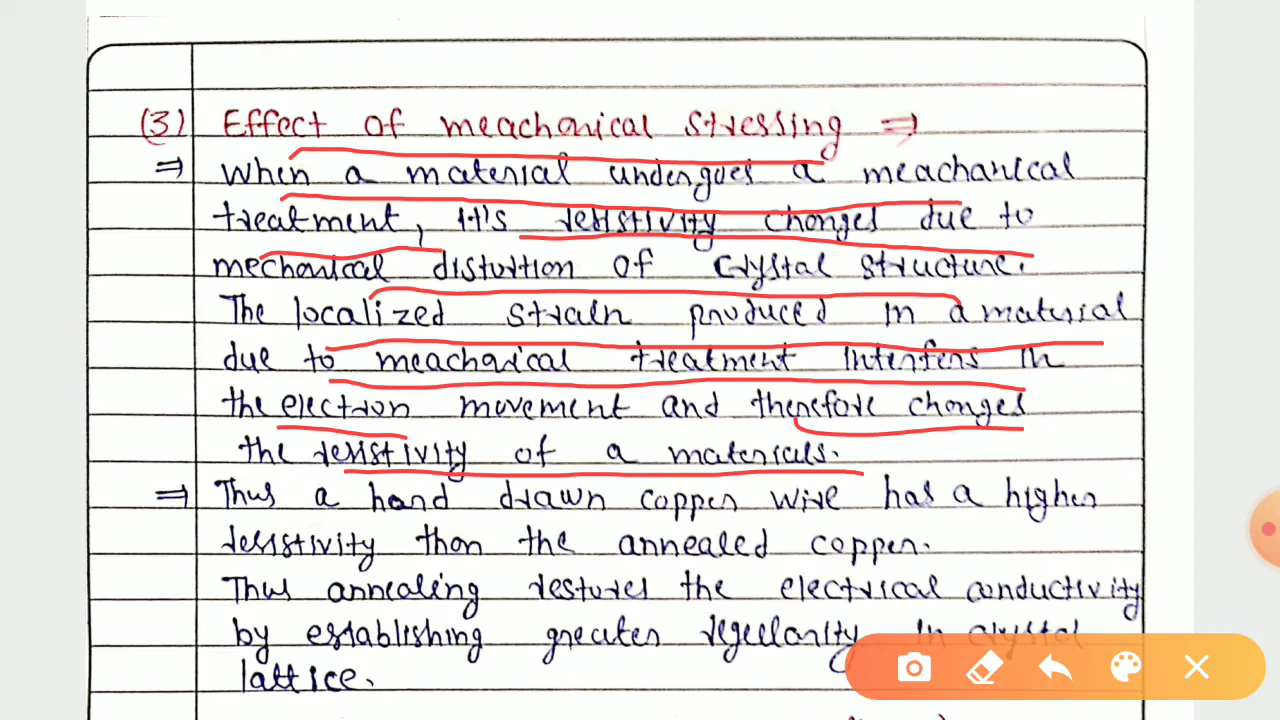 (3) Effect of meachonical stressing ⇒
⇒ When a material undergoes a meachanical
treatment, it's resistivity changes due to
mechanical distortion of crystal structure.
The localized strain produced in a material
due to meachanical treatment interfers in
the electron movement and therefore changes
the resistivity of a materials.
⇒ Thus a hand drawn copper wire has a higher
resistivity than the annealed copper.
Thus annealing restores the electrical conductivity
by establishing greater regularity in crystal
lattice.